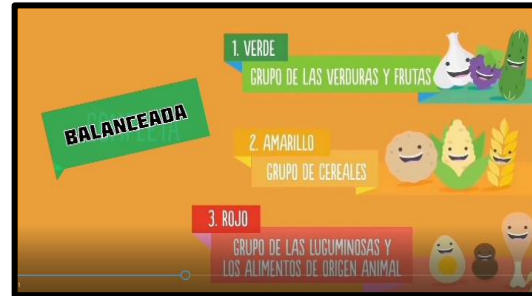 BALANCEADA
1. VERDE
GRUPO DE LAS VERDURAS Y FRUTAS
2. AMARILLO
GRUPO DE CEREALES
3. ROJO
GRUPO DE LAS LUGUMINOSAS Y
LOS ALIMENTOS DE ORIGEN ANIMAL